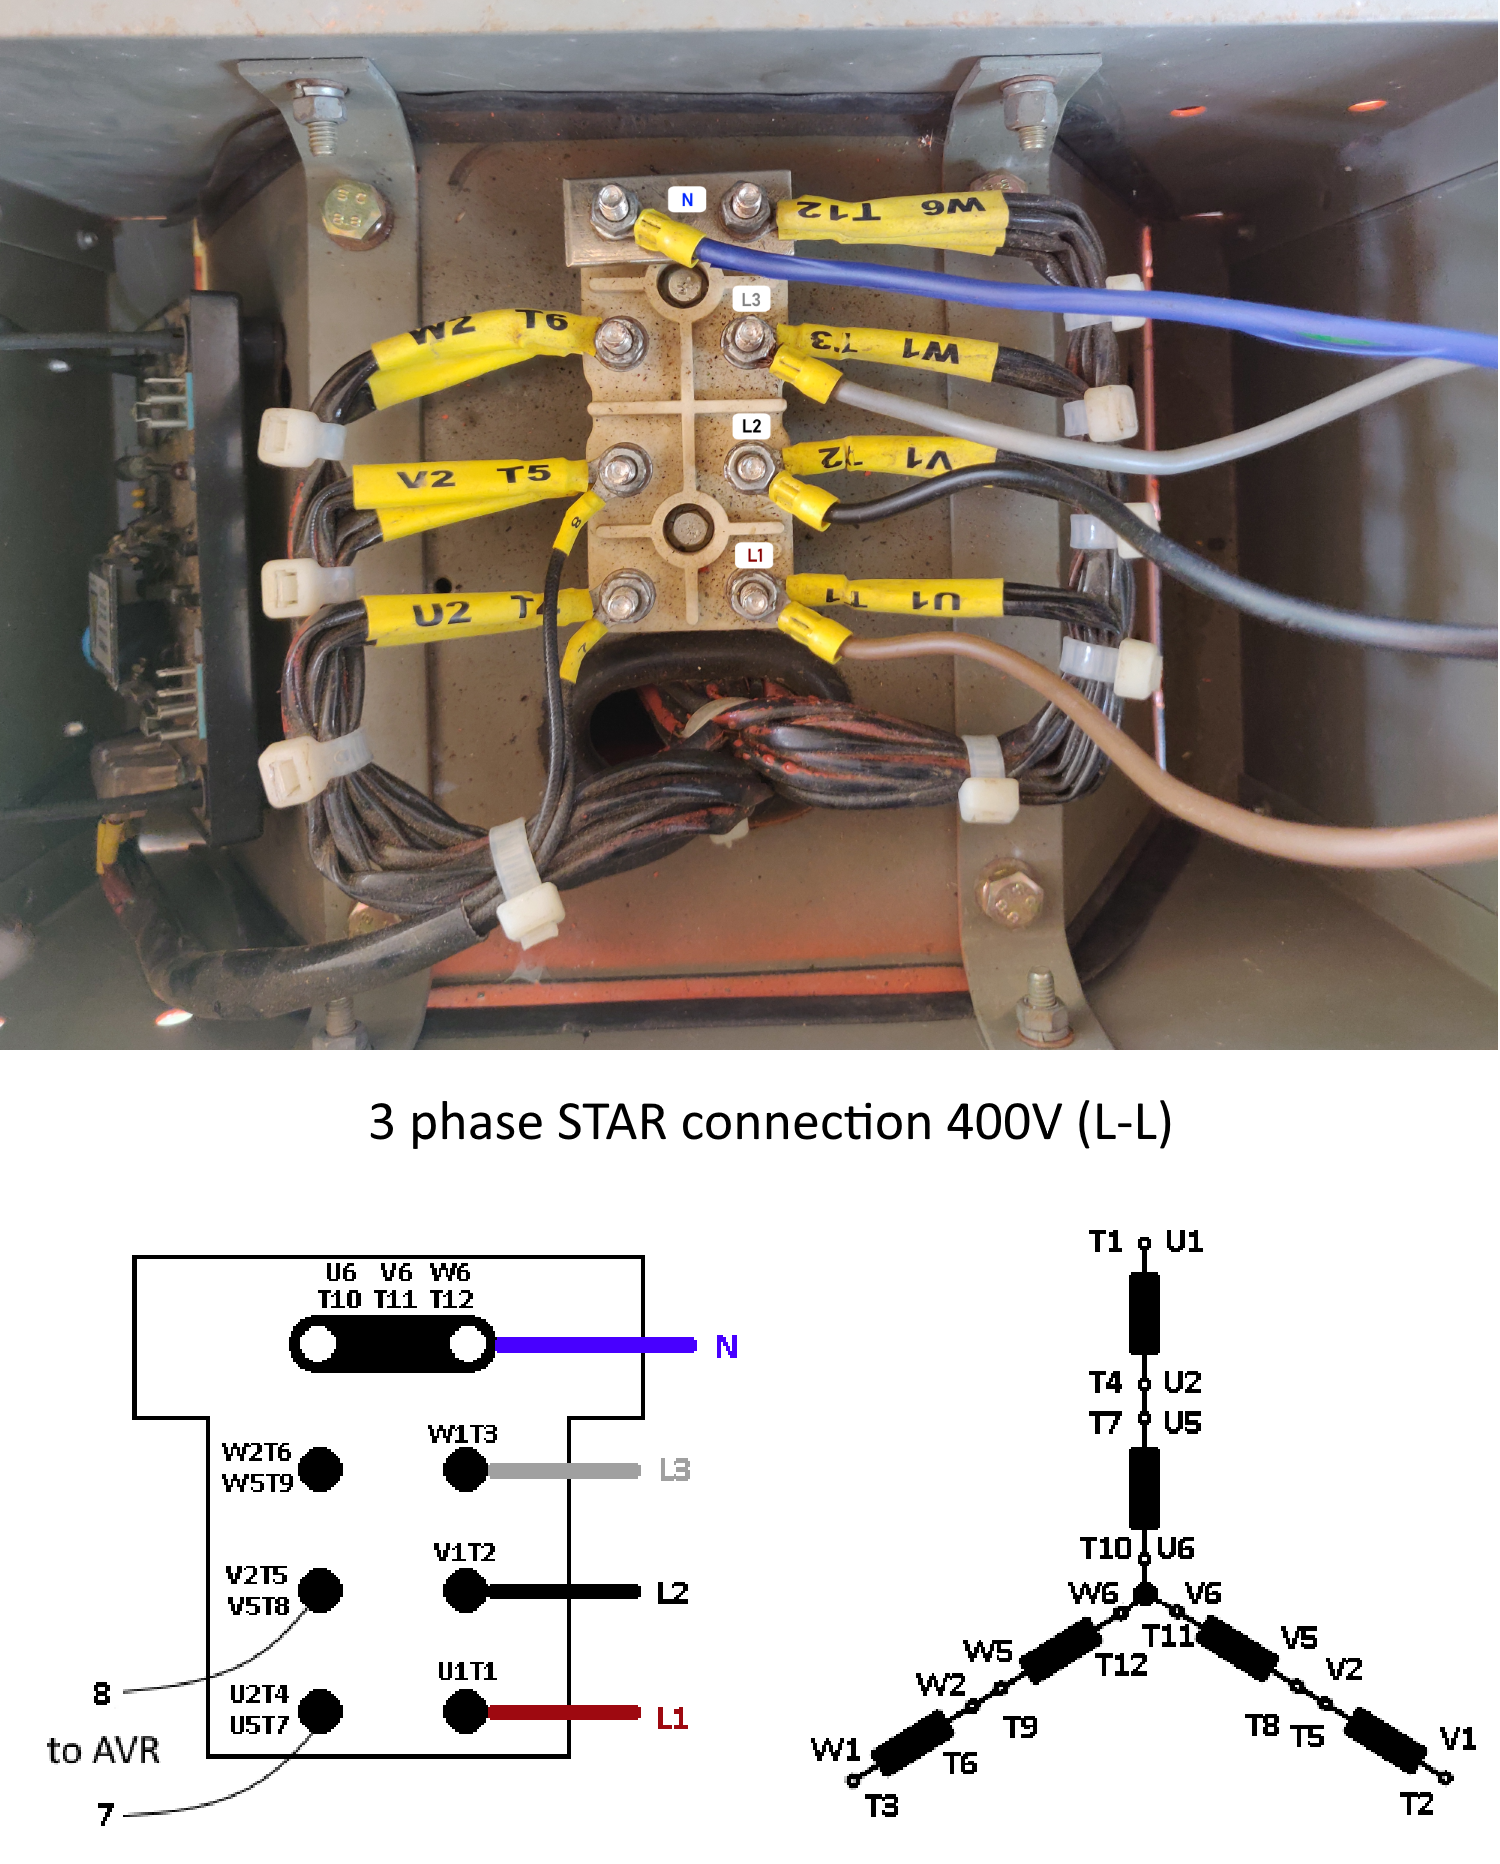 N
T12 W6
L3
W2 T6
T3 W1
L2
V2 T5
T2 V1
8
L1
U2 T4
T1 U1
7
3 phase STAR connection 400V (L-L)
U6 V6 W6
T10 T11 T12
N
W1T3
W2T6
W5T9
L3
V1T2
V2T5
V5T8
L2
U1T1
8
U2T4
U5T7
L1
to AVR
7
T1 U1
T4 U2
T7 U5
T10 U6
W6 V6
T11
W5 T12 V5
W2 V2
T9 T8 T5
W1 T6 V1
T3 T2